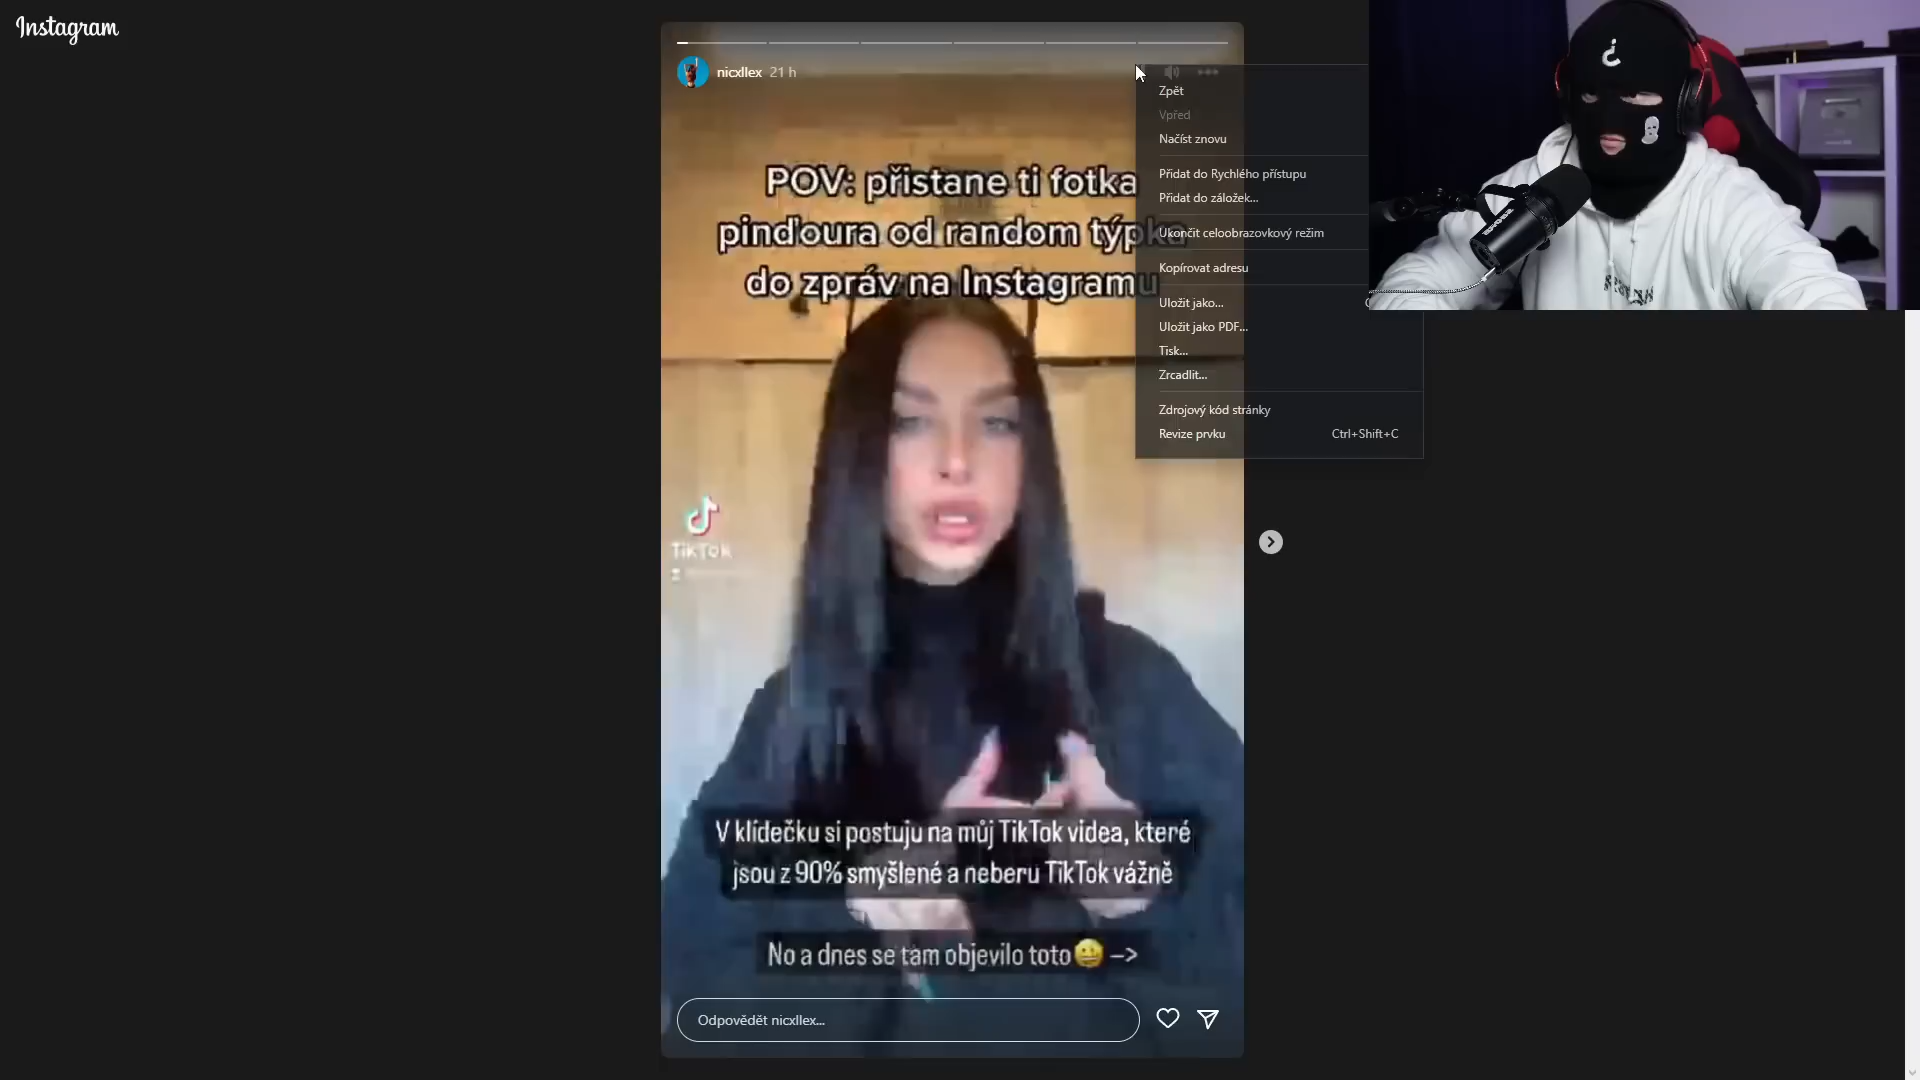 Instagram
nicxllex 21 h
POV: přistane ti fotka
pinďoura od random týpka
do zpráv na Instagramu
TikTok
V klídečku si postuju na můj TikTok videa, které
jsou z 90% smyšlené a neberu TikTok vážně
No a dnes se tam objevilo toto😀 -->
Odpovědět nicxllex...
Zpět
Vpřed
Načíst znovu
Přidat do Rychlého přístupu
Přidat do záložek...
Ukončit celoobrazovkový režim
Kopírovat adresu
Uložit jako...
Uložit jako PDF...
Tisk...
Zrcadlit...
Zdrojový kód stránky
Revize prvku Ctrl+Shift+C